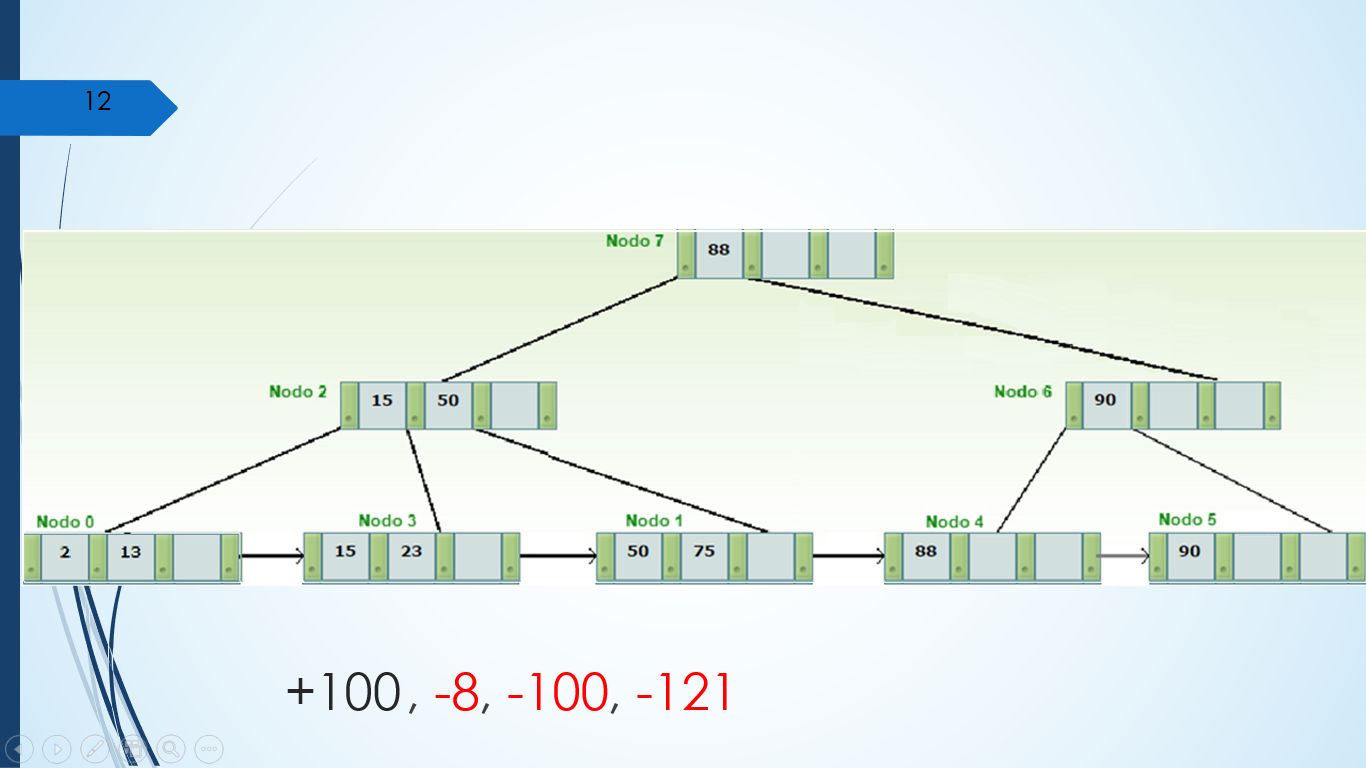 12
Nodo 7
88
Nodo 2
15 50
Nodo 6
90
Nodo 0
2 13
Nodo 3
15 23
Nodo 1
50 75
Nodo 4
88
Nodo 5
90
+100, -8, -100, -121